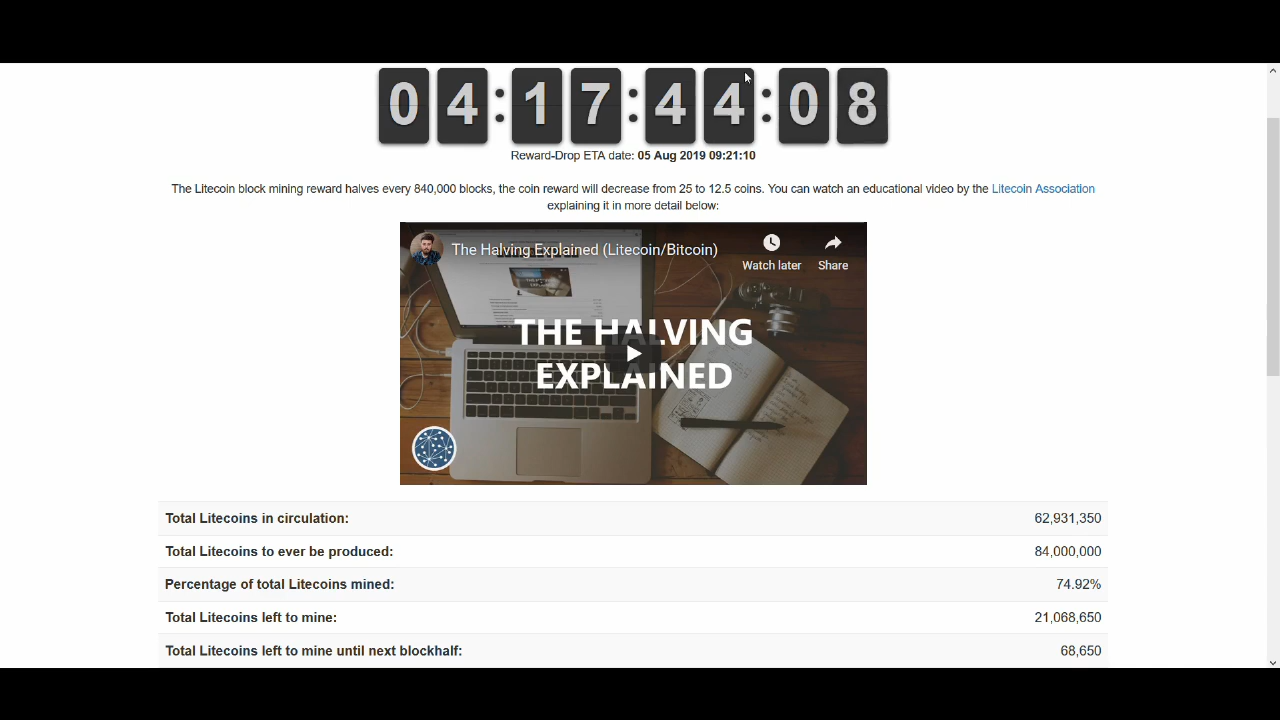 04:17:44:08
Reward-Drop ETA date: 05 Aug 2019 09:21:10
The Litecoin block mining reward halves every 840,000 blocks, the coin reward will decrease from 25 to 12.5 coins. You can watch an educational video by the Litecoin Association
explaining it in more detail below:
The Halving Explained (Litecoin/Bitcoin)
Watch later
Share
THE HALVING
EXPLAINED
Total Litecoins in circulation: 62,931,350
Total Litecoins to ever be produced: 84,000,000
Percentage of total Litecoins mined: 74.92%
Total Litecoins left to mine: 21,068,650
Total Litecoins left to mine until next blockhalf: 68,650